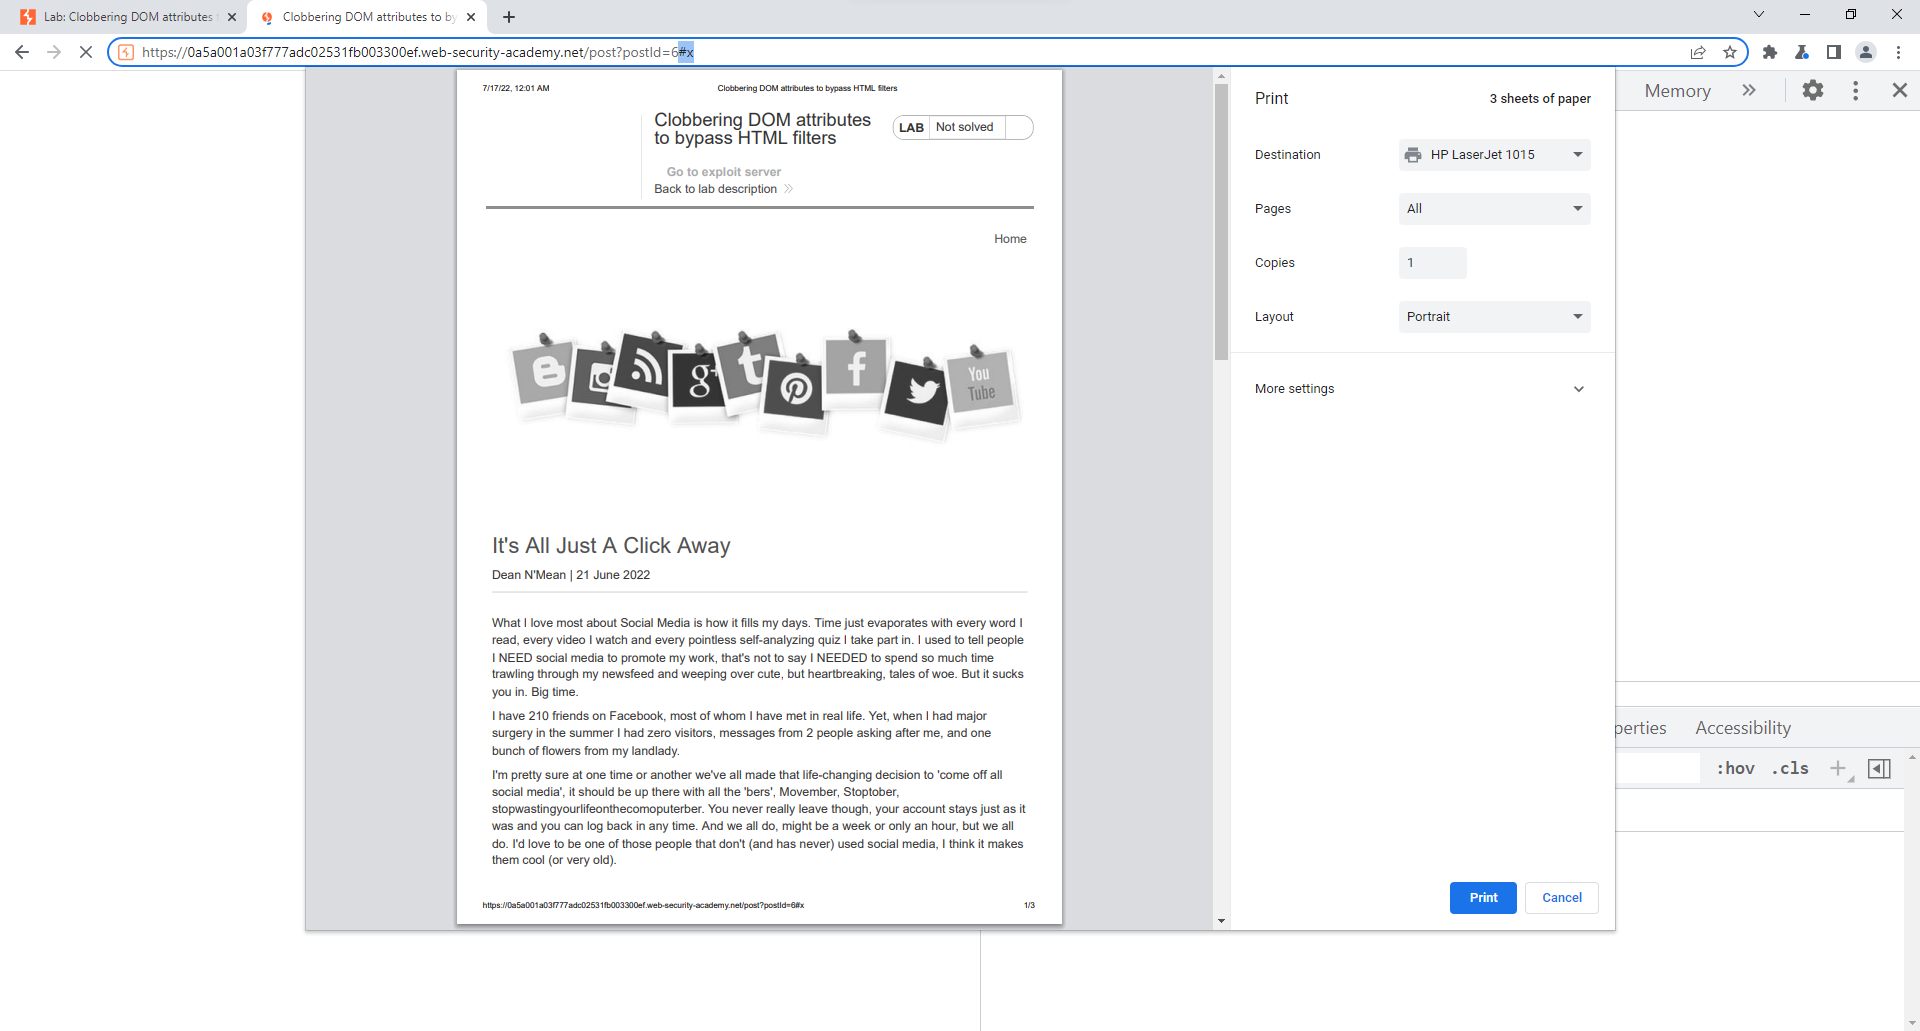 Lab: Clobbering DOM attributes
Clobbering DOM attributes to by
https://0a5a001a03f777adc02531fb003300ef.web-security-academy.net/post?postId=6#x
Memory
7/17/22, 12:01 AM
Clobbering DOM attributes to bypass HTML filters
Clobbering DOM attributes
to bypass HTML filters
LAB Not solved
Go to exploit server
Back to lab description
Home
g+
t
f
You
Tube
It's All Just A Click Away
Dean N'Mean | 21 June 2022
What I love most about Social Media is how it fills my days. Time just evaporates with every word I
read, every video I watch and every pointless self-analyzing quiz I take part in. I used to tell people
I NEED social media to promote my work, that's not to say I NEEDED to spend so much time
trawling through my newsfeed and weeping over cute, but heartbreaking, tales of woe. But it sucks
you in. Big time.
I have 210 friends on Facebook, most of whom I have met in real life. Yet, when I had major
surgery in the summer I had zero visitors, messages from 2 people asking after me, and one
bunch of flowers from my landlady.
I'm pretty sure at one time or another we've all made that life-changing decision to 'come off all
social media', it should be up there with all the 'bers', Movember, Stoptober,
stopwastingyourlifeonthecomoputerber. You never really leave though, your account stays just as it
was and you can log back in any time. And we all do, might be a week or only an hour, but we all
do. I'd love to be one of those people that don't (and has never) used social media, I think it makes
them cool (or very old).
https://0a5a001a03f777adc02531fb003300ef.web-security-academy.net/post?postId=6#x
1/3
Print
3 sheets of paper
Destination
HP LaserJet 1015
Pages
All
Copies
1
Layout
Portrait
More settings
Print
Cancel
perties
Accessibility
:hov .cls